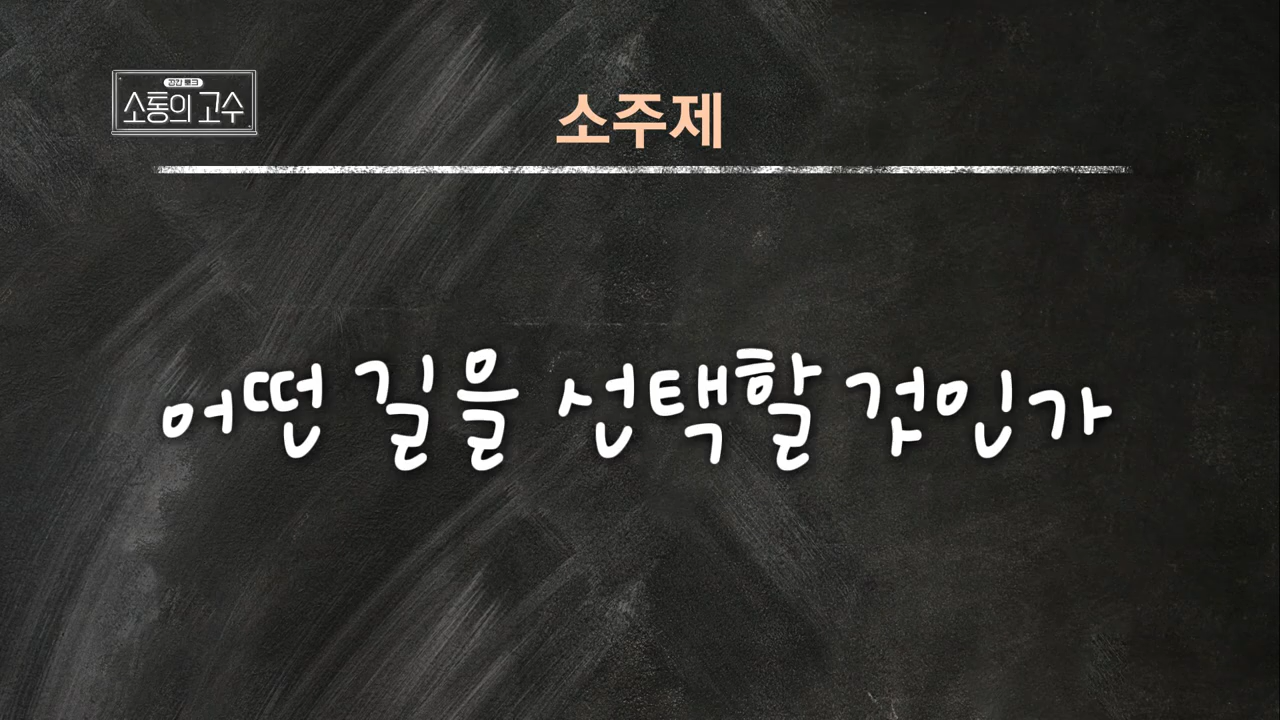 소통의 고수
소주제
어떤 길을 선택할 것인가